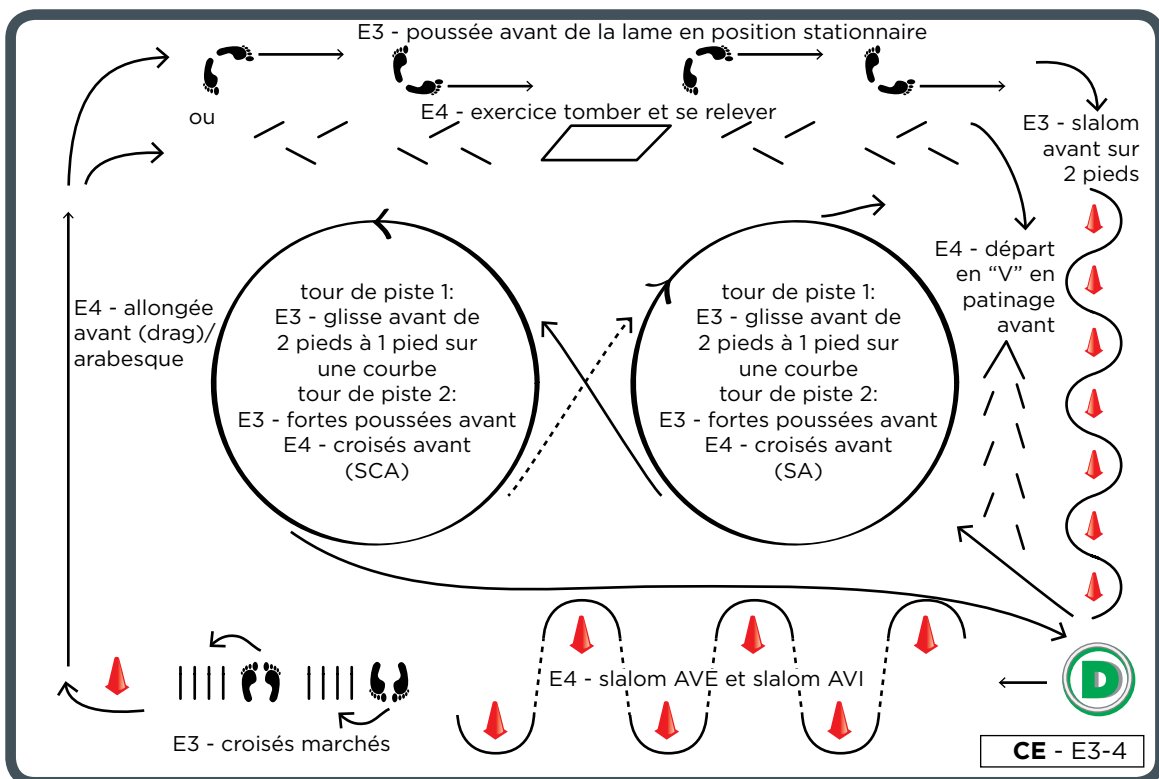 E3 - poussée avant de la lame en position stationnaire
ou
E4 - exercice tomber et se relever
E3 - slalom
avant sur
2 pieds
E4 - départ
en “V” en
patinage
avant
E4 - allongée
avant (drag)/
arabesque
tour de piste 1:
E3 - glisse avant de
2 pieds à 1 pied sur
une courbe
tour de piste 2:
E3 - fortes poussées avant
E4 - croisés avant
(SCA)
tour de piste 1:
E3 - glisse avant de
2 pieds à 1 pied sur
une courbe
tour de piste 2:
E3 - fortes poussées avant
E4 - croisés avant
(SA)
E4 - slalom AVE et slalom AVI
D
E3 - croisés marchés
CE - E3-4